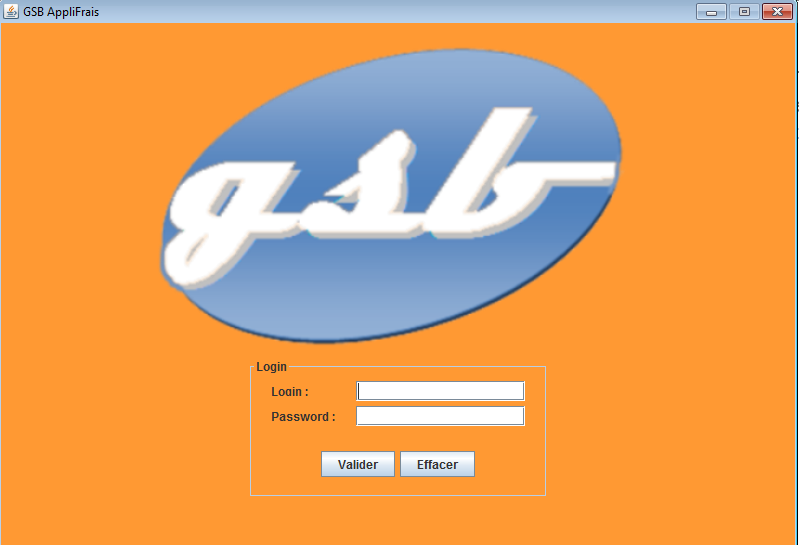 GSB AppliFrais
gsb
Login
Login :
Password :
Valider Effacer